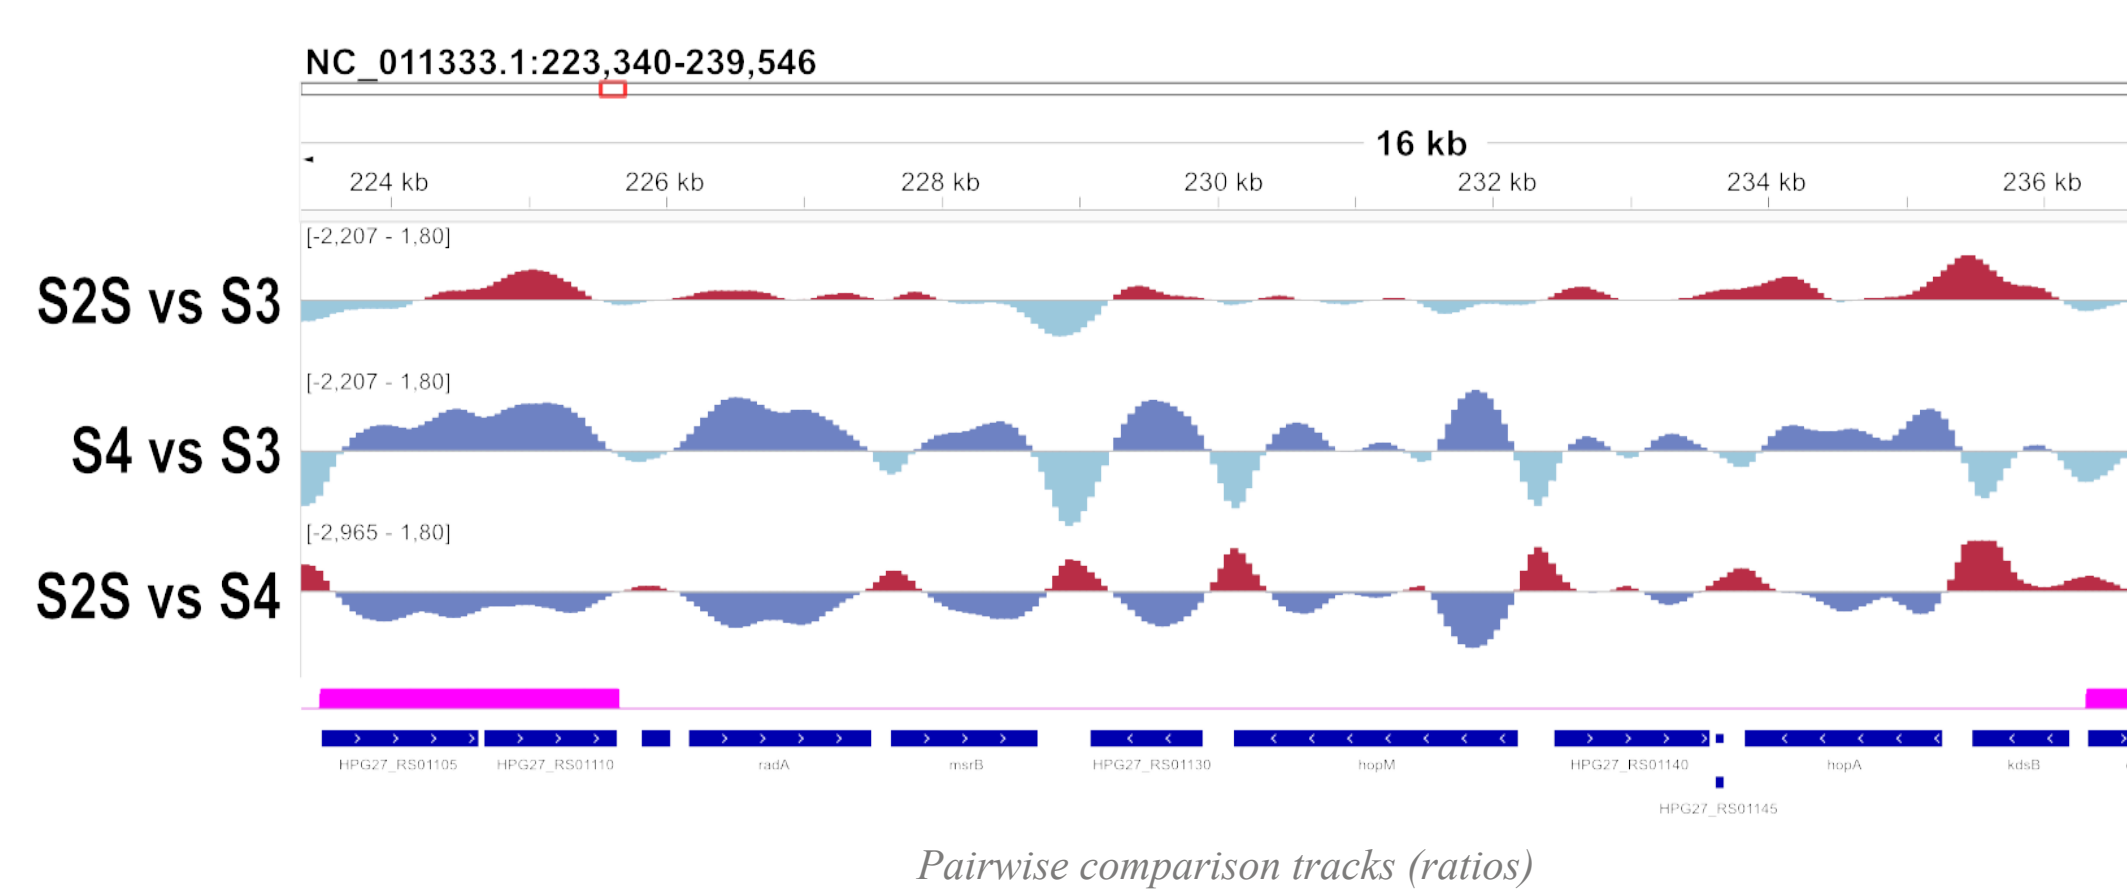 NC_011333.1:223,340-239,546
16 kb
224 kb 226 kb 228 kb 230 kb 232 kb 234 kb 236 kb
[-2,207 - 1,80]
S2S vs S3
[-2,207 - 1,80]
S4 vs S3
[-2,965 - 1,80]
S2S vs S4
HPG27_RS01105 HPG27_RS01110 radA msrB HPG27_RS01130 hopM HPG27_RS01140 hopA kdsB
HPG27_RS01145
Pairwise comparison tracks (ratios)